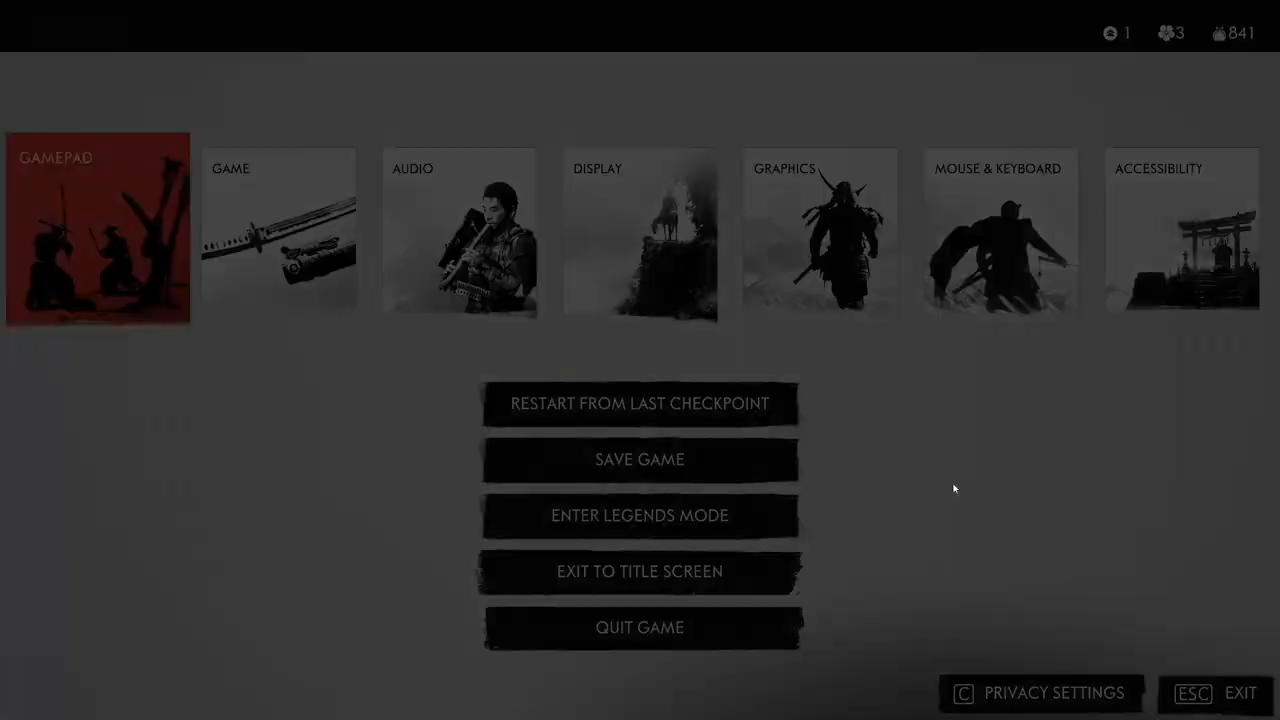 1 3 841
GAMEPAD
GAME
AUDIO
DISPLAY
GRAPHICS
MOUSE & KEYBOARD
ACCESSIBILITY
RESTART FROM LAST CHECKPOINT
SAVE GAME
ENTER LEGENDS MODE
EXIT TO TITLE SCREEN
QUIT GAME
C PRIVACY SETTINGS ESC EXIT